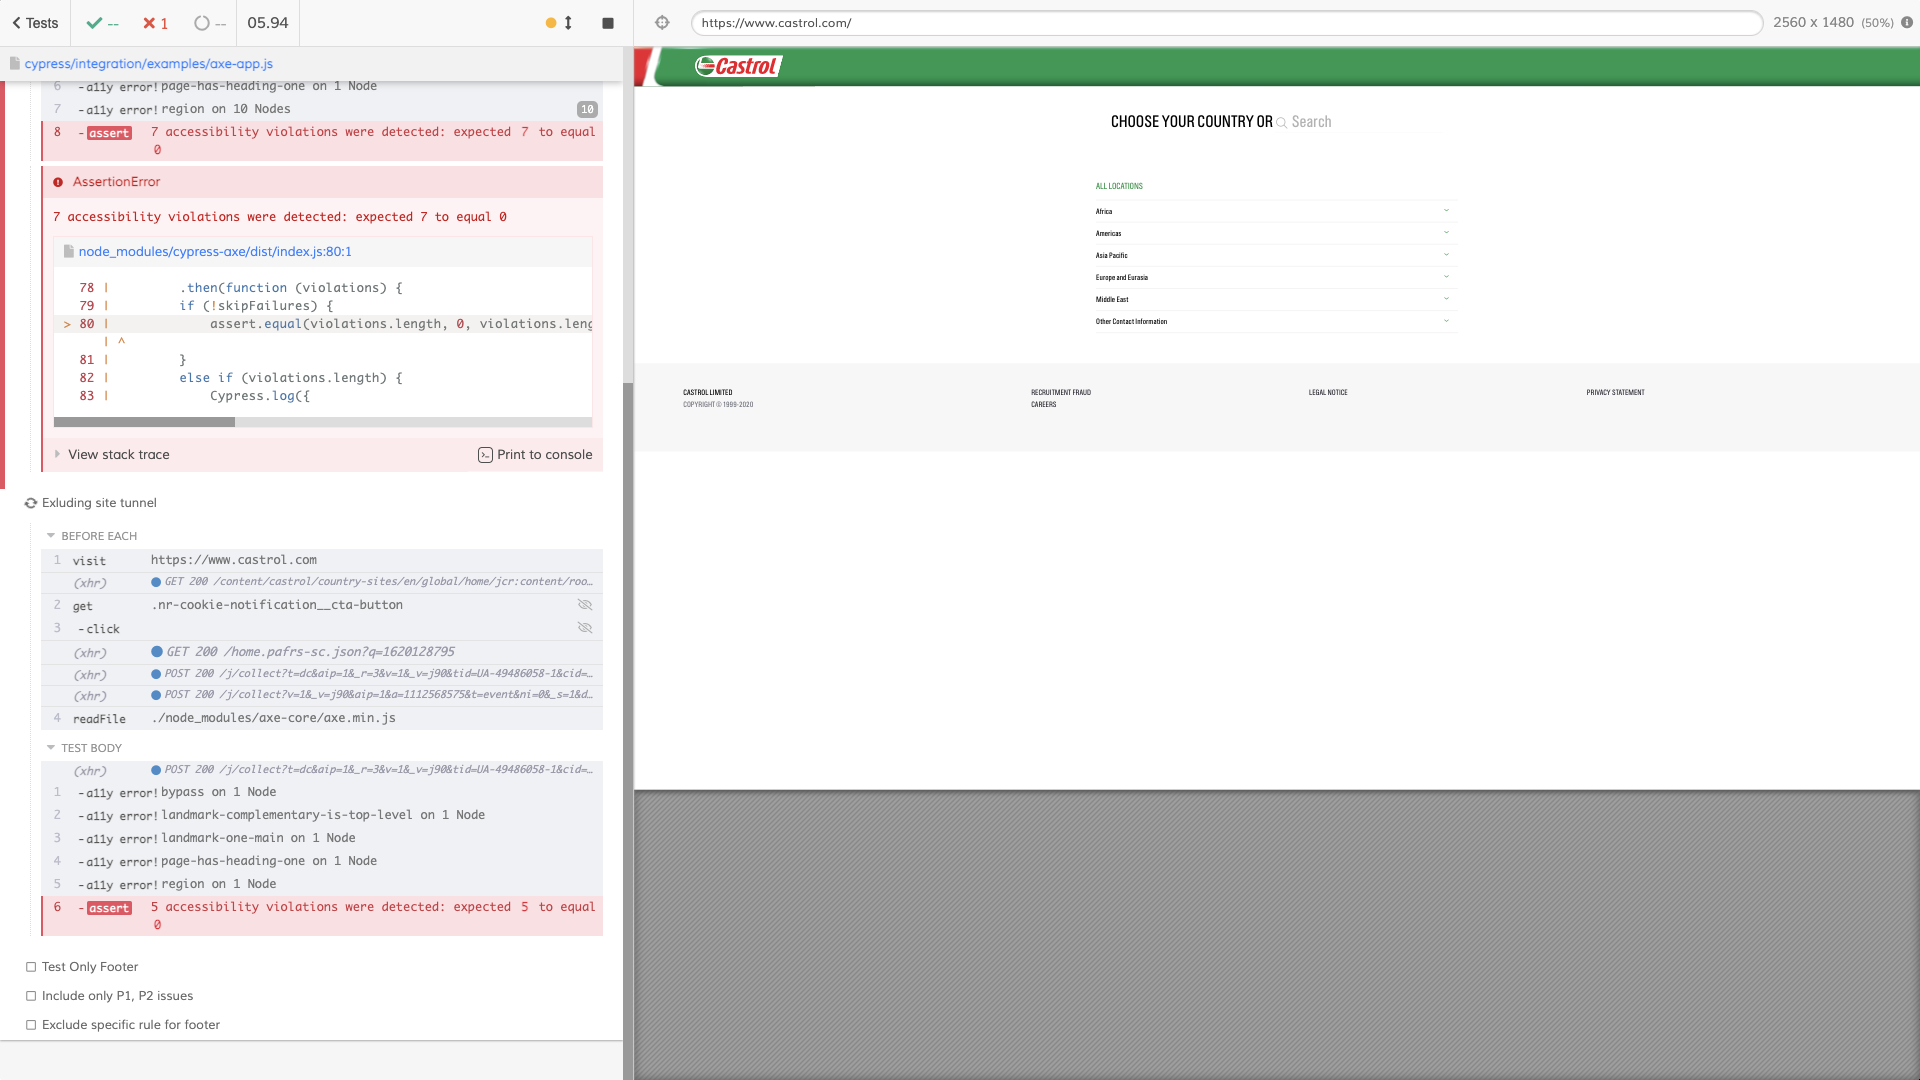 Tests
--
1
--
05.94
cypress/integration/examples/axe-app.js
6 -a11y error! page-has-heading-one on 1 Node
7 -a11y error! region on 10 Nodes 10
8 -assert 7 accessibility violations were detected: expected 7 to equal
0
AssertionError
7 accessibility violations were detected: expected 7 to equal 0
node_modules/cypress-axe/dist/index.js:80:1
78 | .then(function (violations) {
79 | if (!skipFailures) {
> 80 | assert.equal(violations.length, 0, violations.leng
| ^
81 | }
82 | else if (violations.length) {
83 | Cypress.log({
View stack trace
Print to console
Exluding site tunnel
BEFORE EACH
1 visit https://www.castrol.com
(xhr) GET 200 /content/castrol/country-sites/en/global/home/jcr:content/roo…
2 get .nr-cookie-notification__cta-button
3 -click
(xhr) GET 200 /home.pafrs-sc.json?q=1620128795
(xhr) POST 200 /j/collect?t=dc&aip=1&_r=3&v=1&_v=j90&tid=UA-49486058-1&cid=…
(xhr) POST 200 /j/collect?v=1&_v=j90&aip=1&a=1112568575&t=event&ni=0&_s=1&d…
4 readFile ./node_modules/axe-core/axe.min.js
TEST BODY
(xhr) POST 200 /j/collect?t=dc&aip=1&_r=3&v=1&_v=j90&tid=UA-49486058-1&cid=…
1 -a11y error! bypass on 1 Node
2 -a11y error! landmark-complementary-is-top-level on 1 Node
3 -a11y error! landmark-one-main on 1 Node
4 -a11y error! page-has-heading-one on 1 Node
5 -a11y error! region on 1 Node
6 -assert 5 accessibility violations were detected: expected 5 to equal
0
Test Only Footer
Include only P1, P2 issues
Exclude specific rule for footer
https://www.castrol.com/
2560 x 1480 (50%)
Castrol
CHOOSE YOUR COUNTRY OR Search
ALL LOCATIONS
Africa
Americas
Asia Pacific
Europe and Eurasia
Middle East
Other Contact Information
CASTROL LIMITED
COPYRIGHT © 1999-2020
RECRUITMENT FRAUD
CAREERS
LEGAL NOTICE
PRIVACY STATEMENT